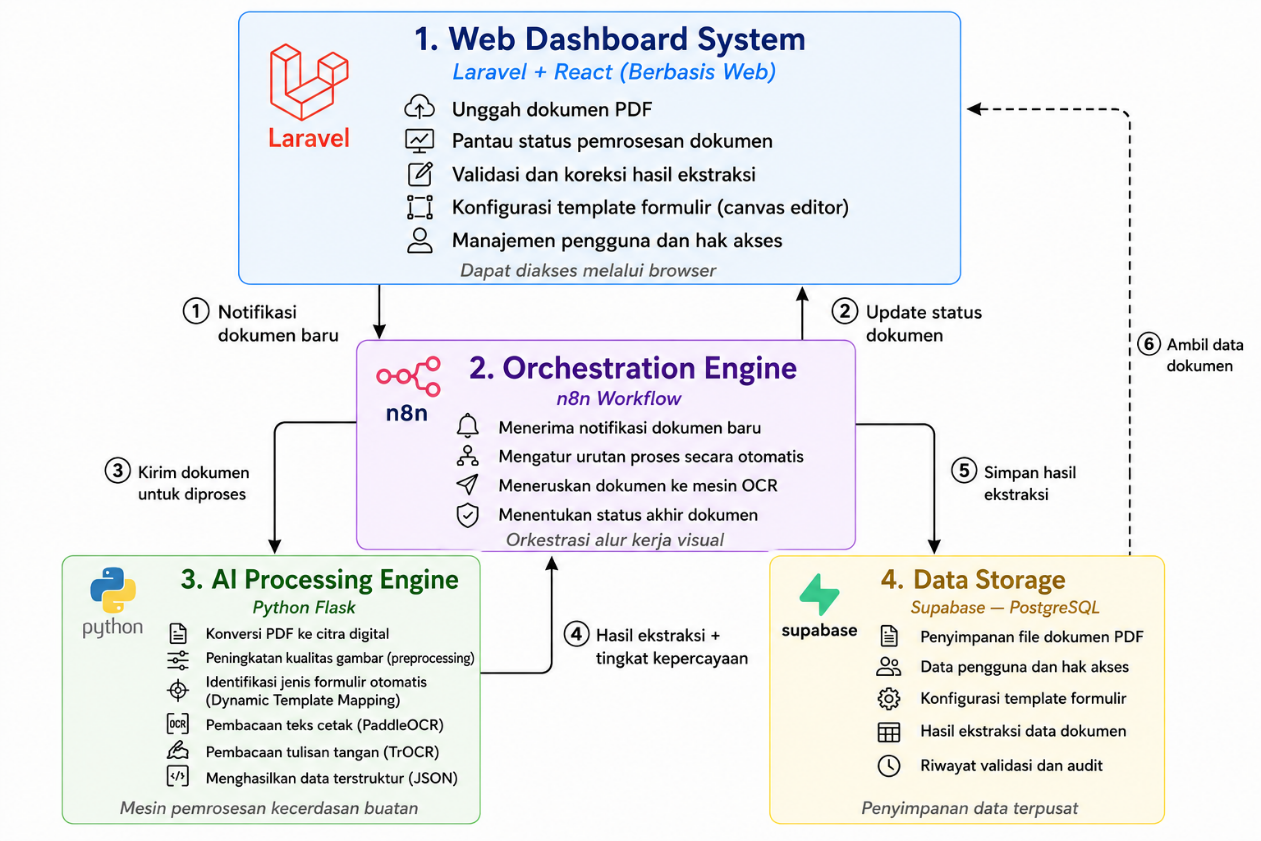 1. Web Dashboard System
Laravel + React (Berbasis Web)
Laravel
Unggah dokumen PDF
Pantau status pemrosesan dokumen
Validasi dan koreksi hasil ekstraksi
Konfigurasi template formulir (canvas editor)
Manajemen pengguna dan hak akses
Dapat diakses melalui browser
1 Notifikasi
dokumen baru
2 Update status
dokumen
6 Ambil data
dokumen
2. Orchestration Engine
n8n Workflow
n8n
Menerima notifikasi dokumen baru
Mengatur urutan proses secara otomatis
Meneruskan dokumen ke mesin OCR
Menentukan status akhir dokumen
Orkestrasi alur kerja visual
3 Kirim dokumen
untuk diproses
5 Simpan hasil
ekstraksi
3. AI Processing Engine
Python Flask
python
Konversi PDF ke citra digital
Peningkatan kualitas gambar (preprocessing)
Identifikasi jenis formulir otomatis
(Dynamic Template Mapping)
OCR
Pembacaan teks cetak (PaddleOCR)
Pembacaan tulisan tangan (TrOCR)
</>
Menghasilkan data terstruktur (JSON)
Mesin pemrosesan kecerdasan buatan
4 Hasil ekstraksi +
tingkat kepercayaan
4. Data Storage
Supabase — PostgreSQL
supabase
Penyimpanan file dokumen PDF
Data pengguna dan hak akses
Konfigurasi template formulir
Hasil ekstraksi data dokumen
Riwayat validasi dan audit
Penyimpanan data terpusat